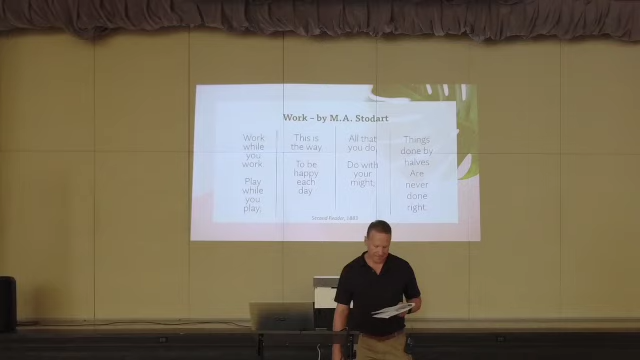 Work – by M.A. Stodart
Work
while
you
work.
Play
while
you
play;
This is
the way
To be
happy
each
day
All that
you do,
Do with
your
might;
Things
done by
halves
Are
never
done
right.